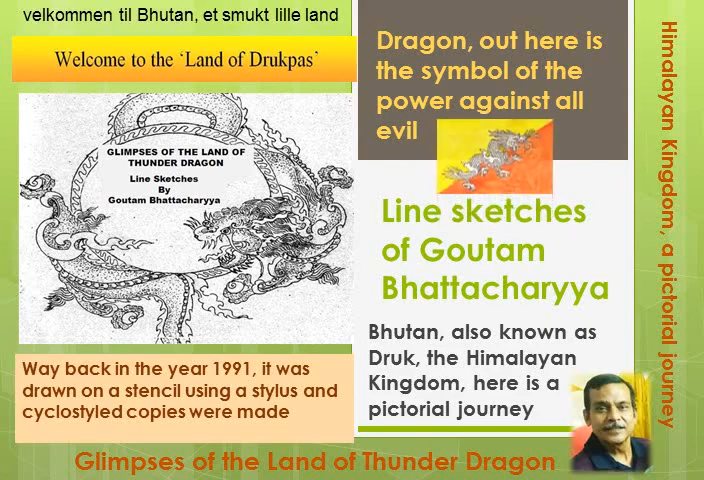 velkommen til Bhutan, et smukt lille land
Welcome to the ‘Land of Drukpas’
GLIMPSES OF THE LAND OF
THUNDER DRAGON
Line Sketches
By
Goutam Bhattacharyya
Way back in the year 1991, it was
drawn on a stencil using a stylus and
cyclostyled copies were made
Dragon, out here is
the symbol of the
power against all
evil
Line sketches
of Goutam
Bhattacharyya
Bhutan, also known as
Druk, the Himalayan
Kingdom, here is a
pictorial journey
Himalayan Kingdom, a pictorial journey
Glimpses of the Land of Thunder Dragon